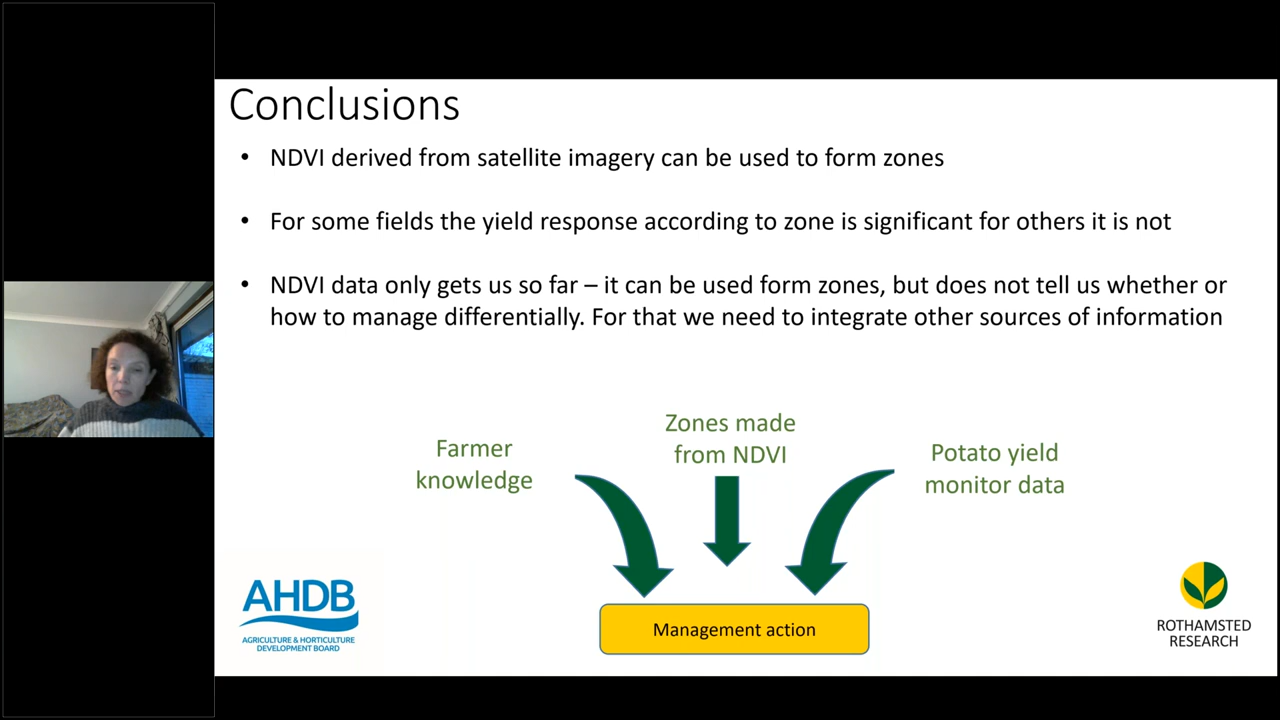 Conclusions
• NDVI derived from satellite imagery can be used to form zones
• For some fields the yield response according to zone is significant for others it is not
• NDVI data only gets us so far – it can be used form zones, but does not tell us whether or
how to manage differentially. For that we need to integrate other sources of information
Farmer
knowledge
Zones made
from NDVI
Potato yield
monitor data
Management action
AHDB
AGRICULTURE & HORTICULTURE
DEVELOPMENT BOARD
ROTHAMSTED
RESEARCH